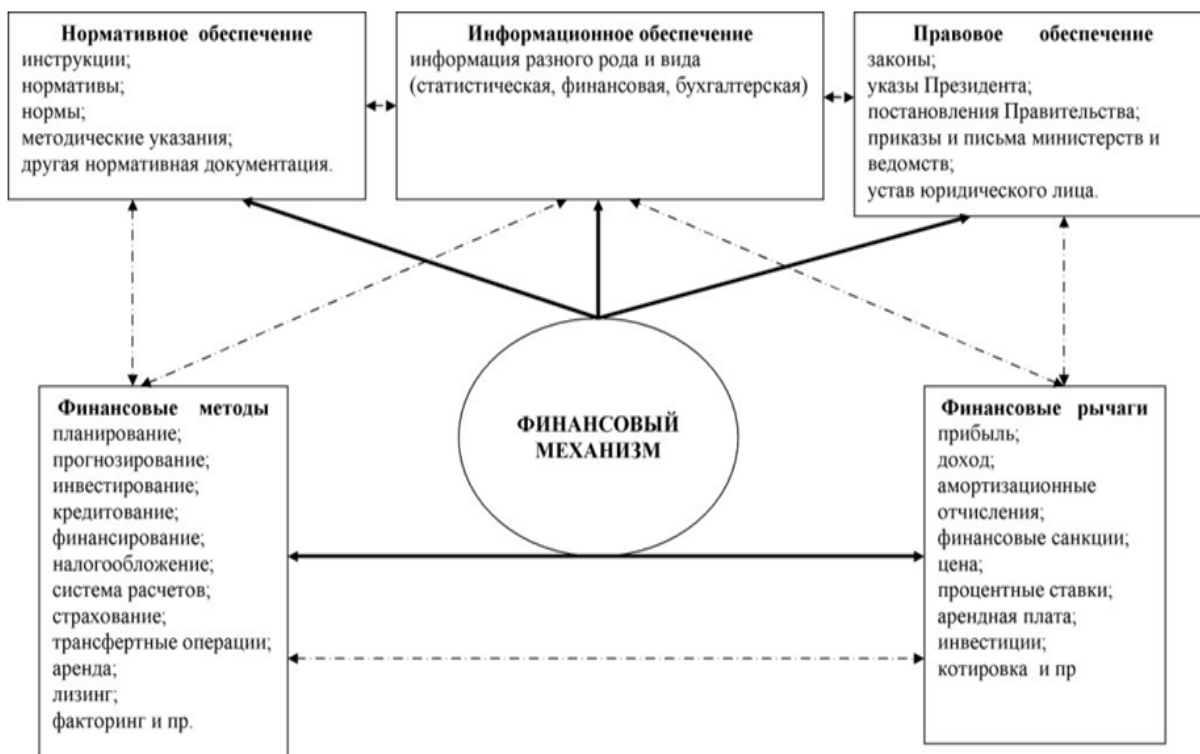 Нормативное обеспечение
инструкции;
нормативы;
нормы;
методические указания;
другая нормативная документация.
Информационное обеспечение
информация разного рода и вида
(статистическая, финансовая, бухгалтерская)
Правовое обеспечение
законы;
указы Президента;
постановления Правительства;
приказы и письма министерств и
ведомств;
устав юридического лица.
ФИНАНСОВЫЙ
МЕХАНИЗМ
Финансовые методы
планирование;
прогнозирование;
инвестирование;
кредитование;
финансирование;
налогообложение;
система расчетов;
страхование;
трансфертные операции;
аренда;
лизинг;
факторинг и пр.
Финансовые рычаги
прибыль;
доход;
амортизационные
отчисления;
финансовые санкции;
цена;
процентные ставки;
арендная плата;
инвестиции;
котировка и пр